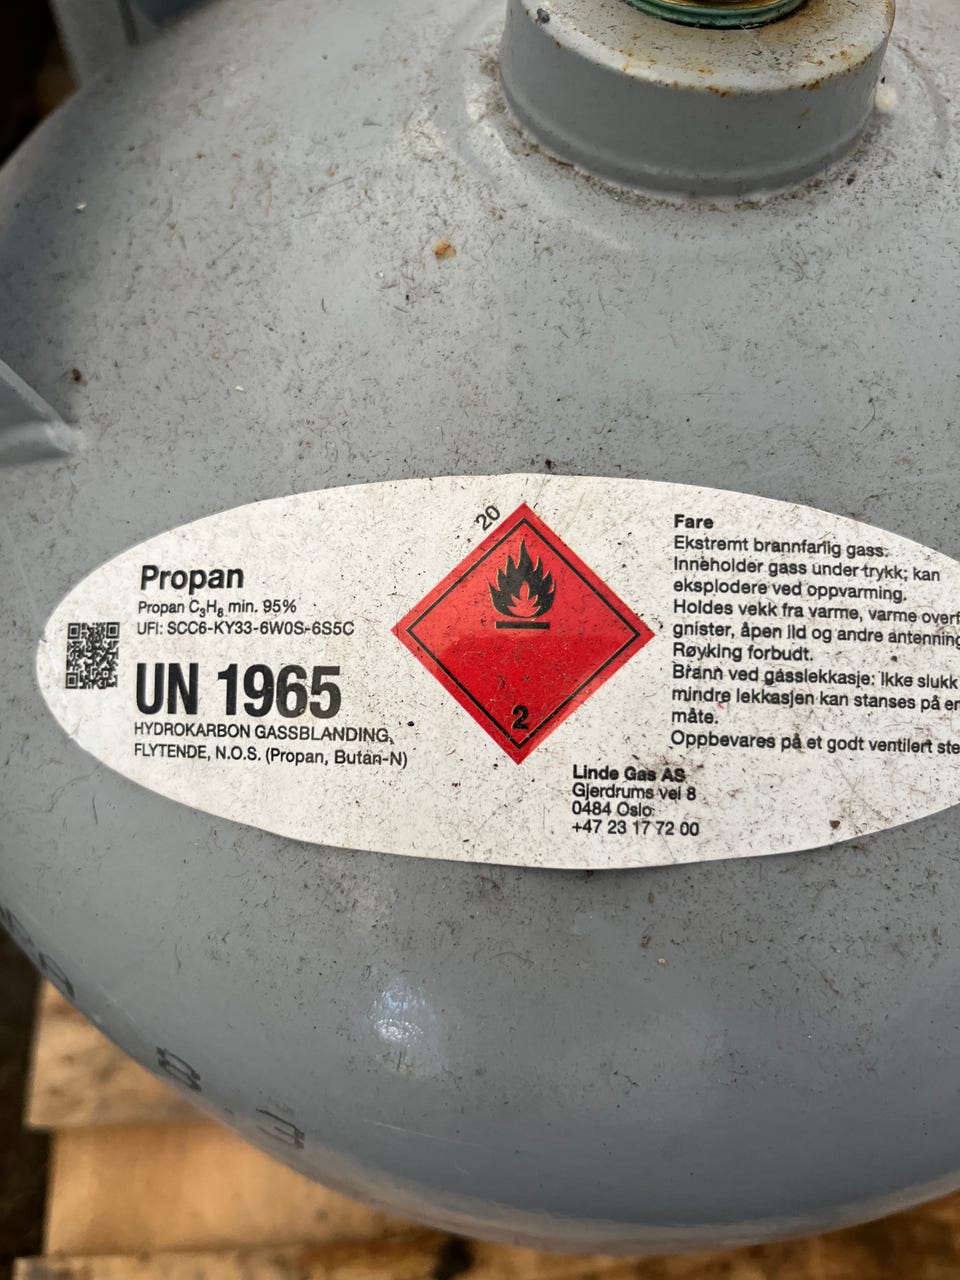 Propan
Propan C₃H₈ min. 95%
UFI: SCC6-KY33-6W0S-6S5C
UN 1965
HYDROKARBON GASSBLANDING,
FLYTENDE, N.O.S. (Propan, Butan-N)
20
2
Fare
Ekstremt brannfarlig gass.
Inneholder gass under trykk; kan
eksplodere ved oppvarming.
Holdes vekk fra varme, varme
gnister, åpen ild og andre
Røyking forbudt.
Brann ved gasslekkasje: Ikke slukk
mindre lekkasjen kan stanses på
måte.
Oppbevares på et godt ventilert
Linde Gas AS
Gjerdrums vei 8
0484 Oslo
+47 23 17 72 00